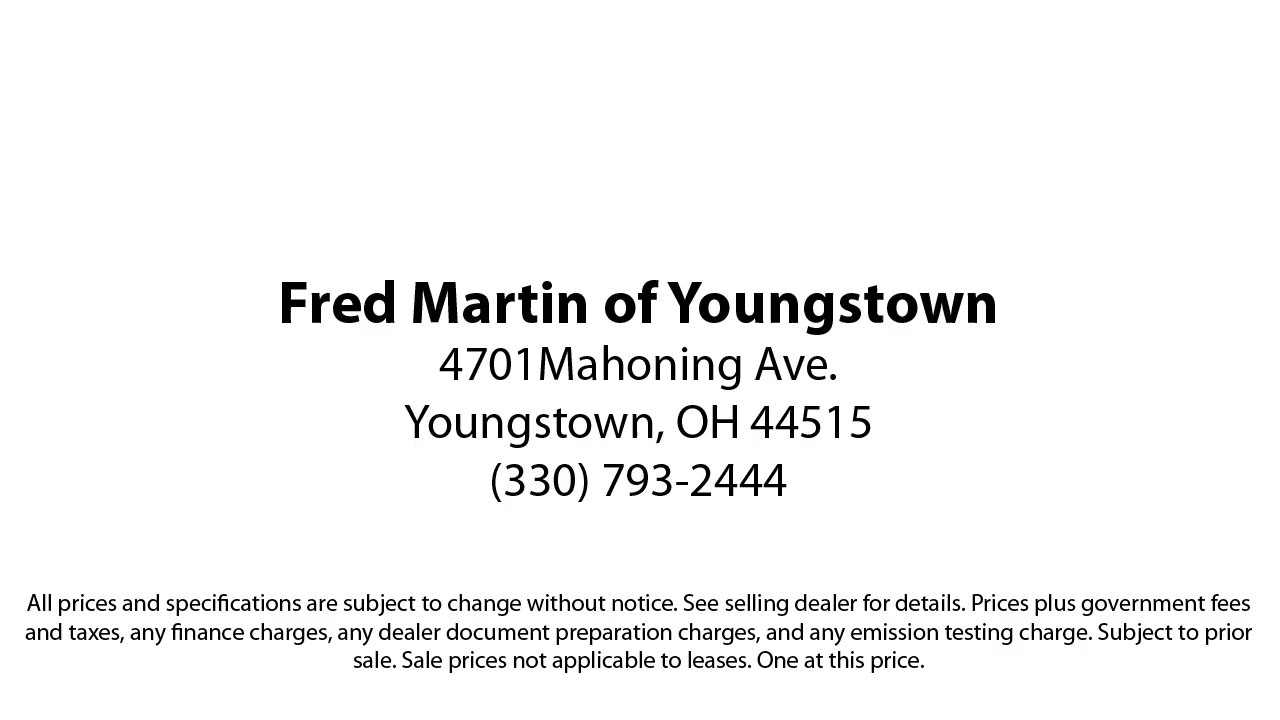 Fred Martin of Youngstown
4701Mahoning Ave.
Youngstown, OH 44515
(330) 793-2444
All prices and specifications are subject to change without notice. See selling dealer for details. Prices plus government fees
and taxes, any finance charges, any dealer document preparation charges, and any emission testing charge. Subject to prior
sale. Sale prices not applicable to leases. One at this price.